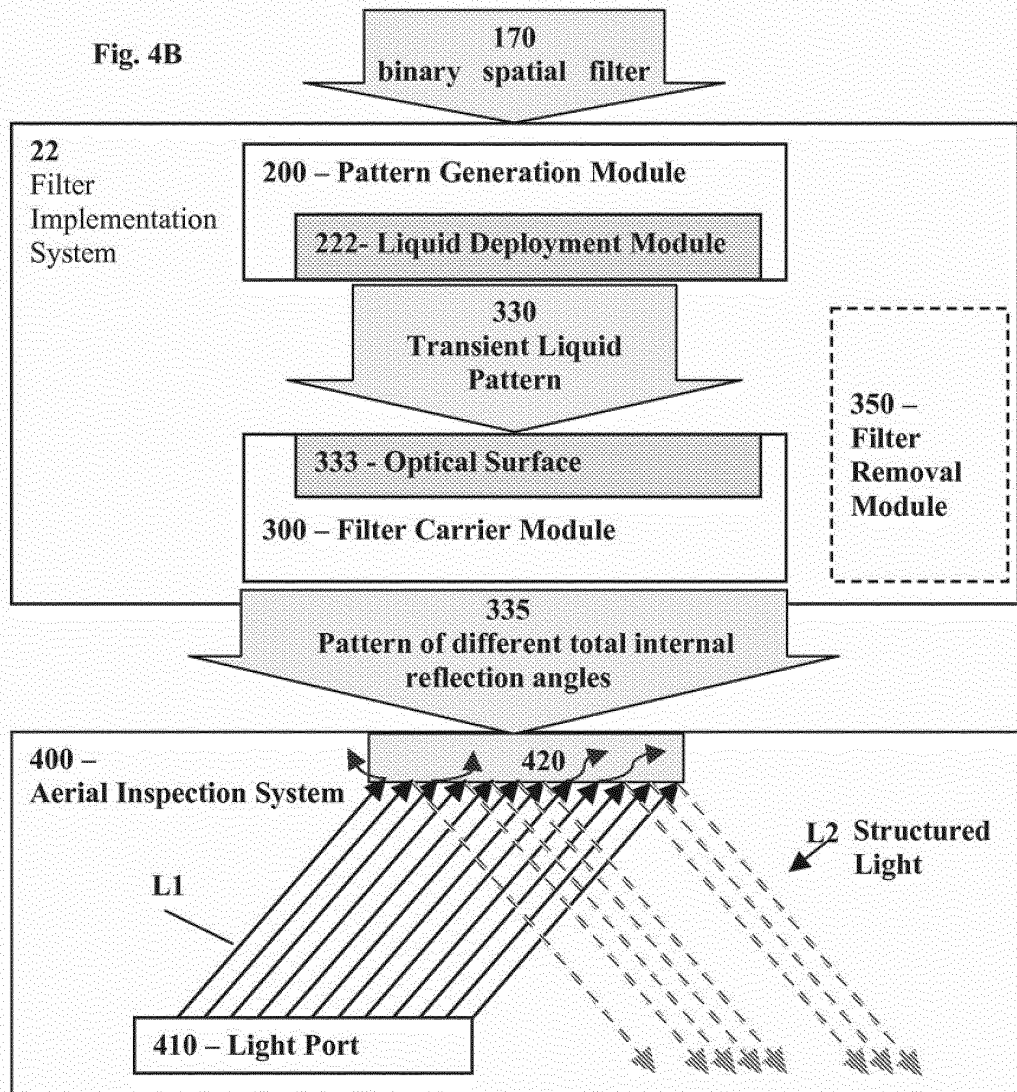 Fig. 4B
170
binary spatial filter
22
Filter
Implementation
System
200 – Pattern Generation Module
222- Liquid Deployment Module
330
Transient Liquid
Pattern
350 –
Filter
Removal
Module
333 - Optical Surface
300 – Filter Carrier Module
335
Pattern of different total internal
reflection angles
400 –
Aerial Inspection System
420
L2 Structured
Light
L1
410 – Light Port